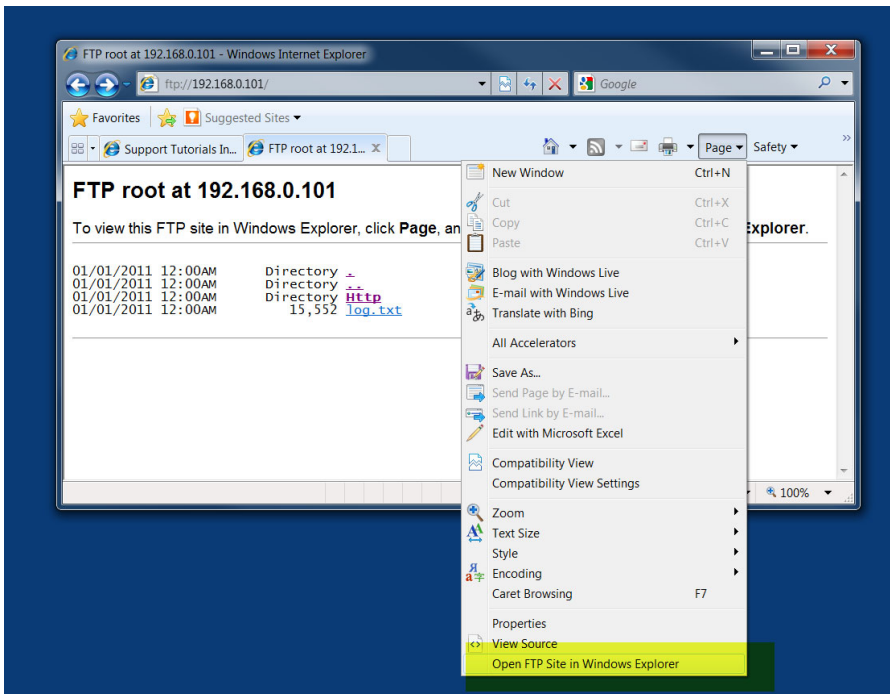 FTP root at 192.168.0.101 - Windows Internet Explorer
ftp://192.168.0.101/
Google
Favorites
Suggested Sites
Support Tutorials In...
FTP root at 192.1...
X
Page
Safety
»
FTP root at 192.168.0.101
To view this FTP site in Windows Explorer, click Page, an
Explorer.
01/01/2011 12:00AM Directory .
01/01/2011 12:00AM Directory ..
01/01/2011 12:00AM Directory Http
01/01/2011 12:00AM 15,552 log.txt
New Window Ctrl+N
Cut Ctrl+X
Copy Ctrl+C
Paste Ctrl+V
Blog with Windows Live
E-mail with Windows Live
Translate with Bing
All Accelerators
Save As...
Send Page by E-mail...
Send Link by E-mail...
Edit with Microsoft Excel
Compatibility View
Compatibility View Settings
Zoom
Text Size
Style
Encoding
Caret Browsing F7
Properties
View Source
Open FTP Site in Windows Explorer
100%